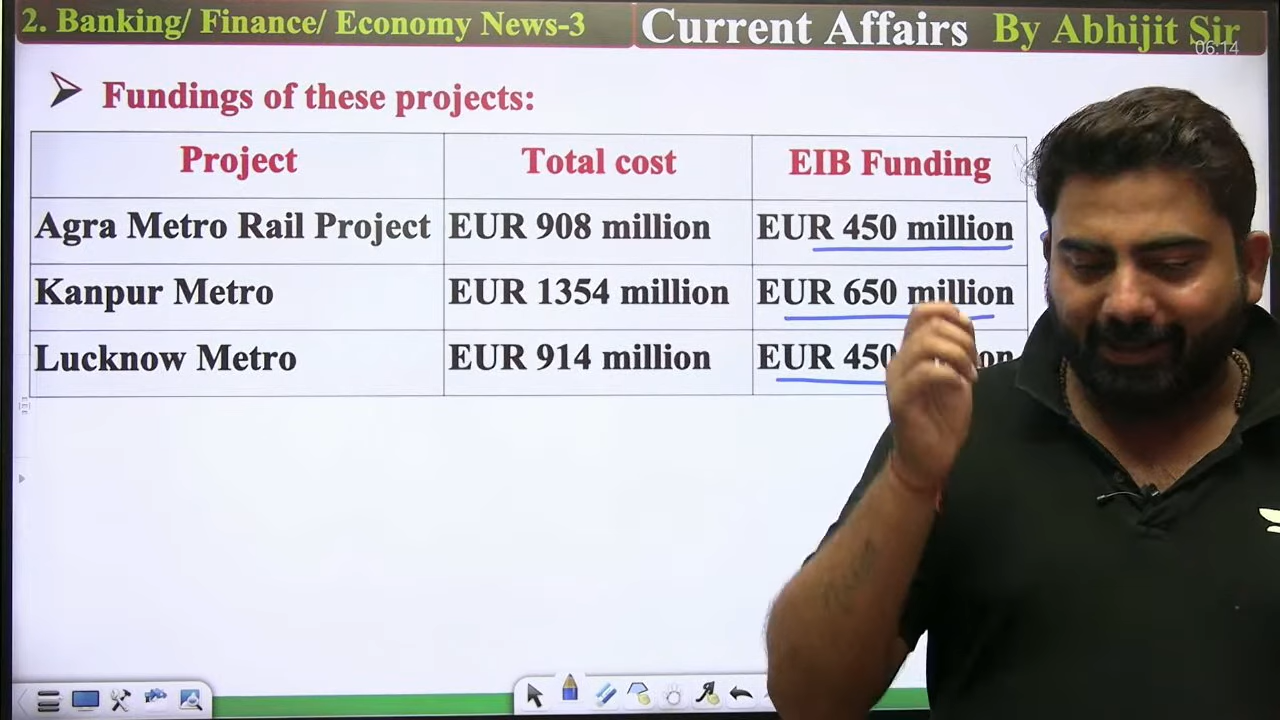 2. Banking/ Finance/ Economy News-3
Current Affairs By Abhijit Sir
06:14
Fundings of these projects:
Project Total cost EIB Funding
Agra Metro Rail Project EUR 908 million EUR 450 million
Kanpur Metro EUR 1354 million EUR 650 million
Lucknow Metro EUR 914 million EUR 450